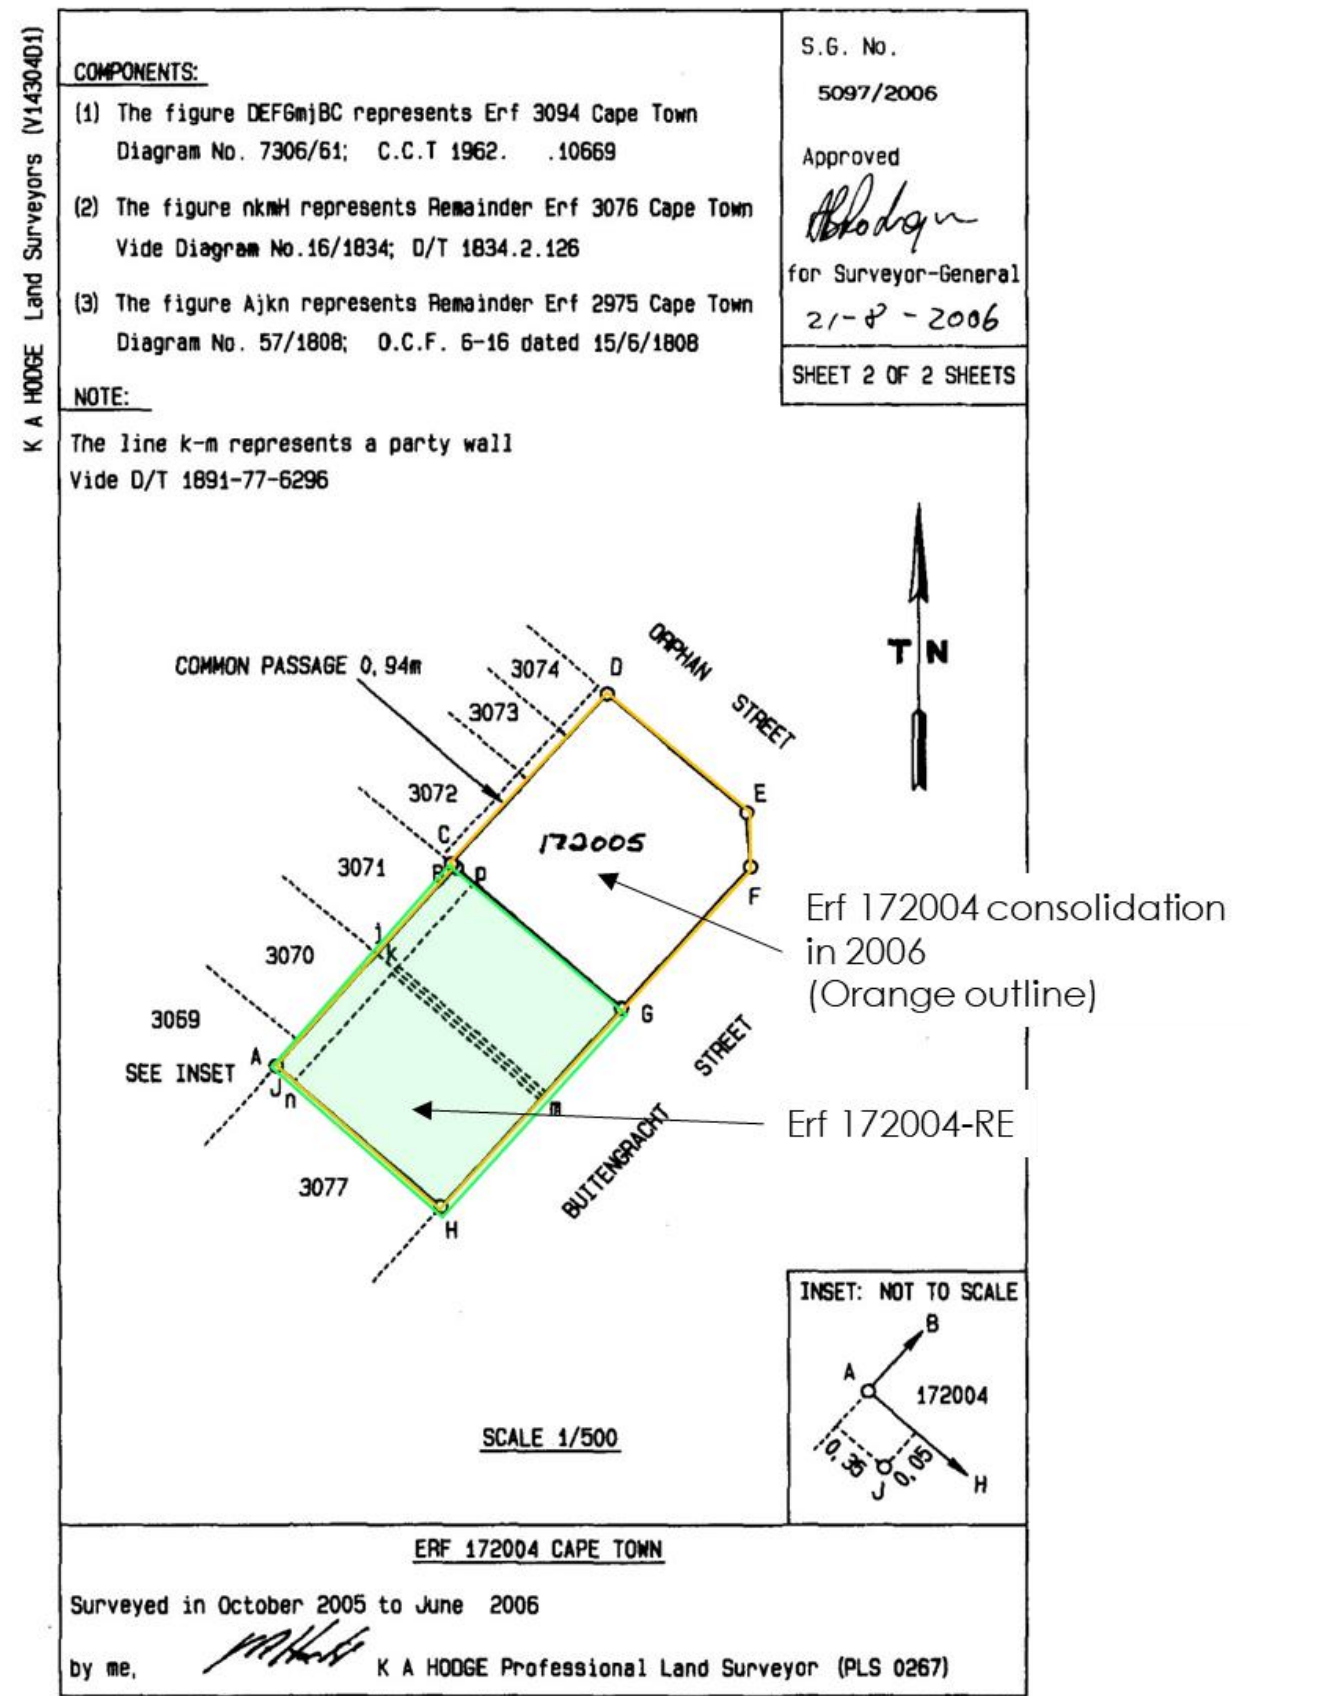 K A HODGE Land Surveyors (V14304D1)
COMPONENTS:
(1) The figure DEFGmjBC represents Erf 3094 Cape Town
Diagram No. 7306/61; C.C.T 1962. .10669
(2) The figure nkmH represents Remainder Erf 3076 Cape Town
Vide Diagram No.16/1834; D/T 1834.2.126
(3) The figure Ajkn represents Remainder Erf 2975 Cape Town
Diagram No. 57/1808; O.C.F. 6-16 dated 15/6/1808
NOTE:
The line k-m represents a party wall
Vide D/T 1891-77-6296
S.G. No.
5097/2006
Approved
for Surveyor-General
21-8-2006
SHEET 2 OF 2 SHEETS
T N
ORPHAN STREET
COMMON PASSAGE 0,94m
3074
D
3073
3072
E
C
172005
3071
B
p
F
Erf 172004 consolidation
in 2006
(Orange outline)
j
k
3070
3069
G
A
SEE INSET
J
n
m
BUITENGRACHT STREET
Erf 172004-RE
3077
H
INSET: NOT TO SCALE
B
A
172004
0,35
0,05
J
H
SCALE 1/500
ERF 172004 CAPE TOWN
Surveyed in October 2005 to June 2006
by me, K A HODGE Professional Land Surveyor (PLS 0267)